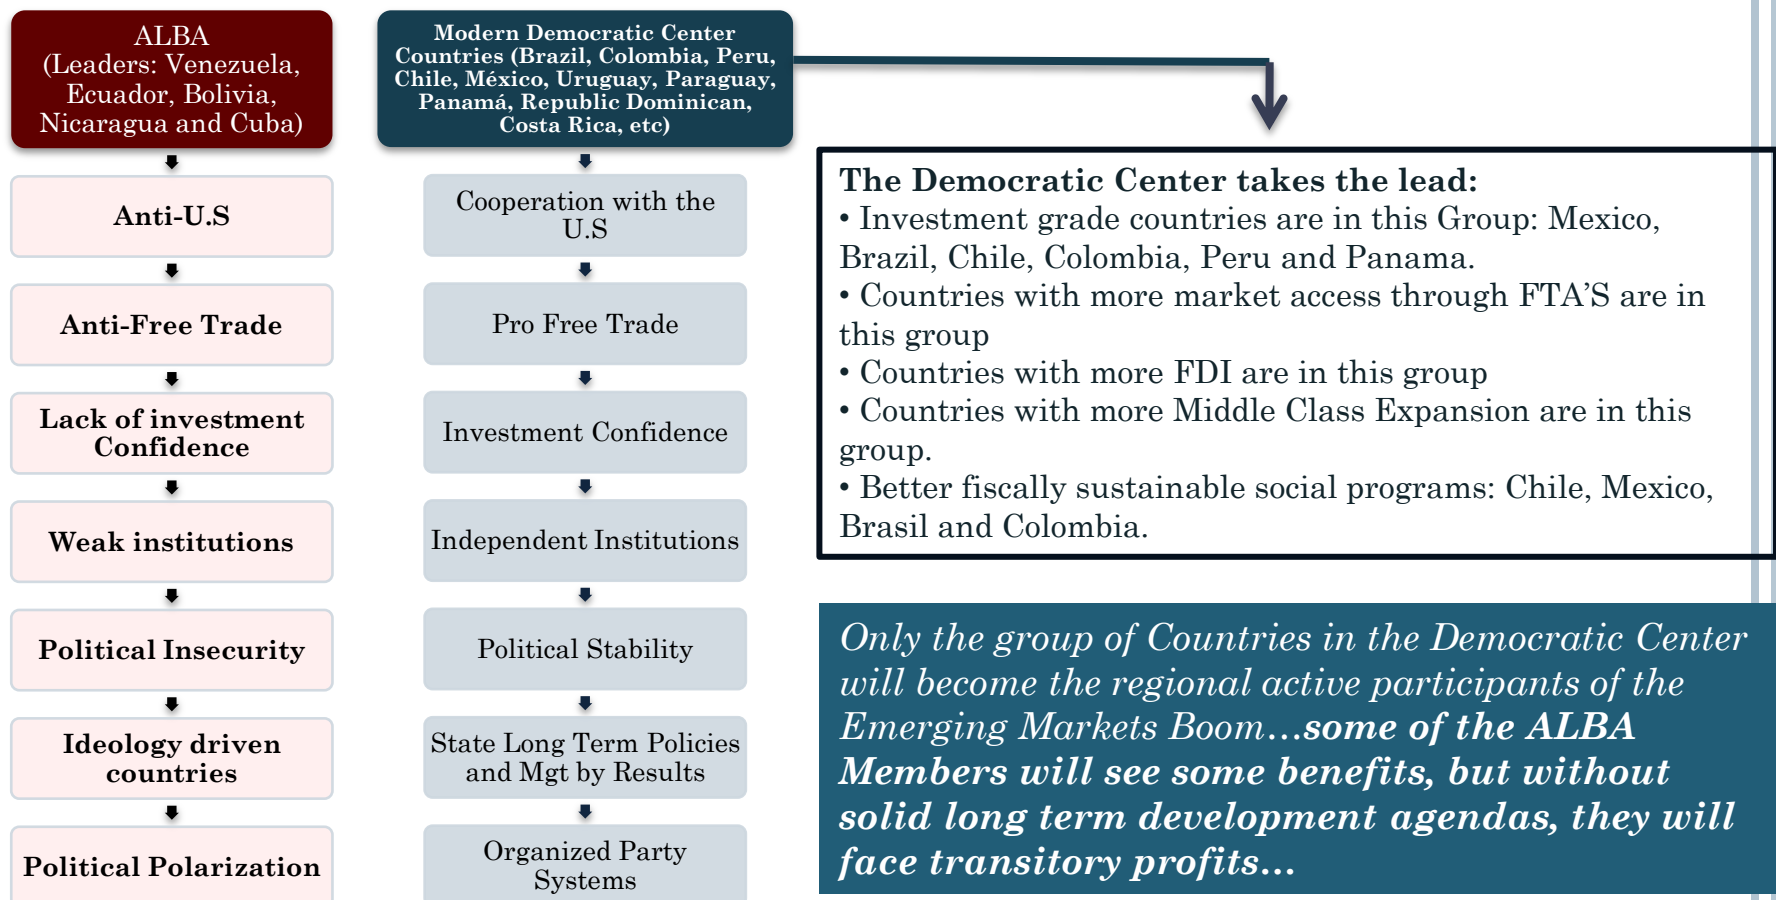 ALBA
(Leaders: Venezuela,
Ecuador, Bolivia,
Nicaragua and Cuba)
Anti-U.S
Anti-Free Trade
Lack of investment
Confidence
Weak institutions
Political Insecurity
Ideology driven
countries
Political Polarization
Modern Democratic Center
Countries (Brazil, Colombia, Peru,
Chile, México, Uruguay, Paraguay,
Panamá, Republic Dominican,
Costa Rica, etc)
Cooperation with the
U.S
Pro Free Trade
Investment Confidence
Independent Institutions
Political Stability
State Long Term Policies
and Mgt by Results
Organized Party
Systems
The Democratic Center takes the lead:
• Investment grade countries are in this Group: Mexico,
Brazil, Chile, Colombia, Peru and Panama.
• Countries with more market access through FTA’S are in
this group
• Countries with more FDI are in this group
• Countries with more Middle Class Expansion are in this
group.
• Better fiscally sustainable social programs: Chile, Mexico,
Brasil and Colombia.
Only the group of Countries in the Democratic Center
will become the regional active participants of the
Emerging Markets Boom…some of the ALBA
Members will see some benefits, but without
solid long term development agendas, they will
face transitory profits…